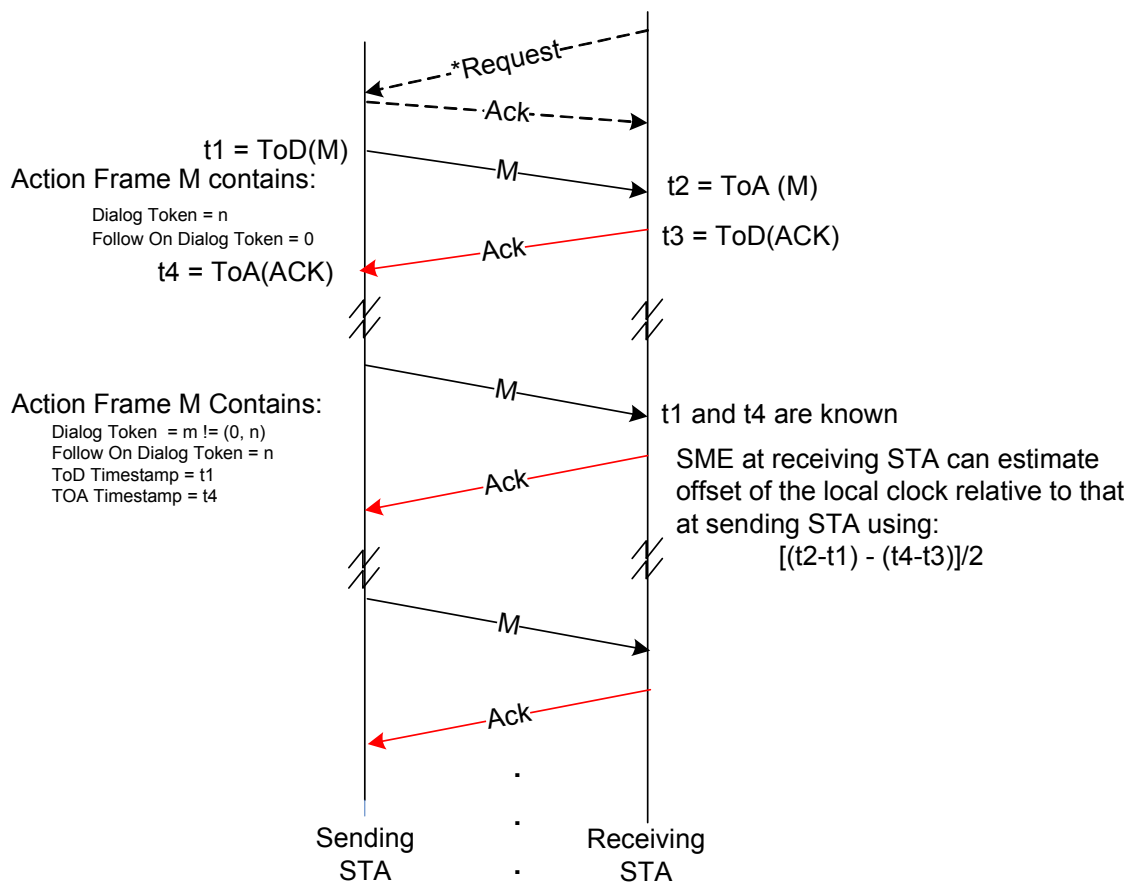 *Request
Ack
t1 = ToD(M)
M
Action Frame M contains:
t2 = ToA (M)
Dialog Token = n
Follow On Dialog Token = 0
t3 = ToD(ACK)
Ack
t4 = ToA(ACK)
M
Action Frame M Contains:
t1 and t4 are known
Dialog Token  = m != (0, n)
Follow On Dialog Token = n
ToD Timestamp = t1
TOA Timestamp = t4
SME at receiving STA can estimate
offset of the local clock relative to that
at sending STA using:
[(t2-t1) - (t4-t3)]/2
Ack
M
Ack
Sending
STA
Receiving
STA